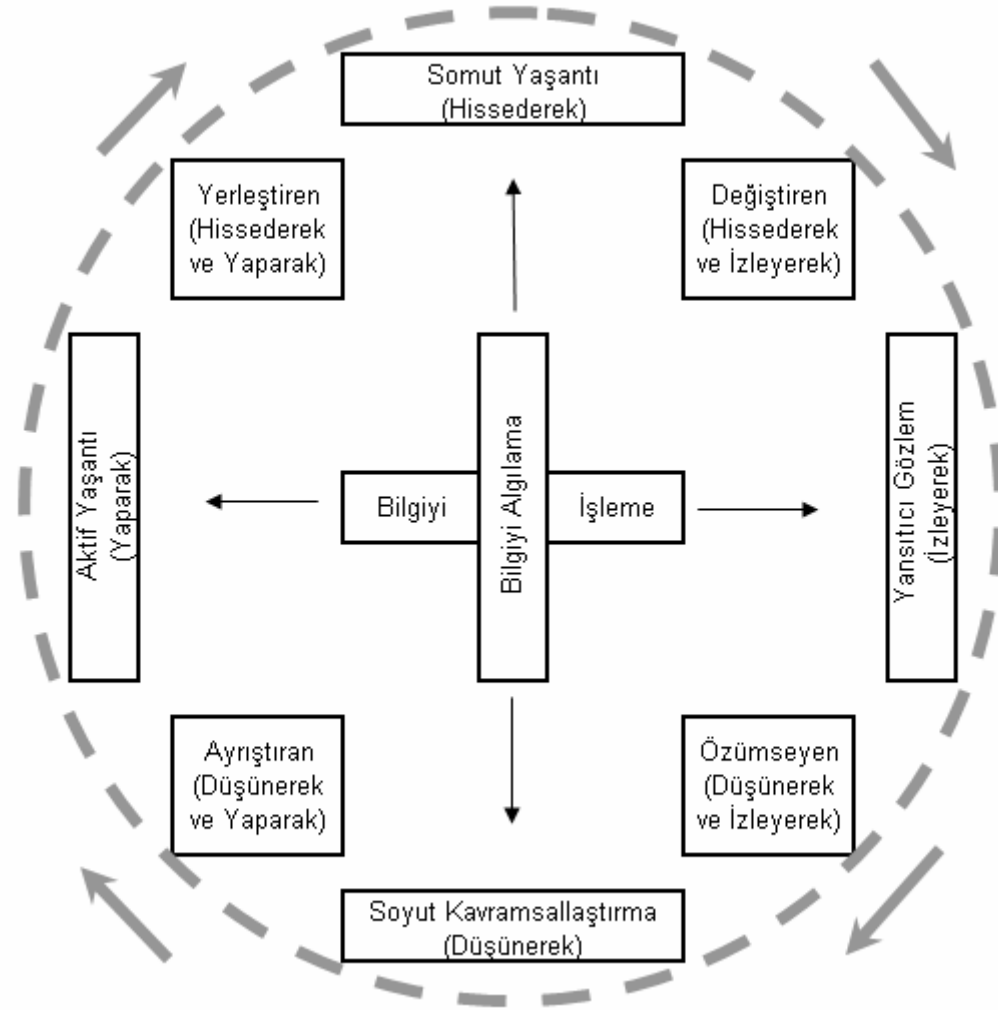 Somut Yaşantı
(Hissederek)
Yerleştiren
(Hissederek
ve Yaparak)
Değiştiren
(Hissederek
ve İzleyerek)
Aktif Yaşantı
(Yaparak)
Bilgiyi
Bilgiyi Algılama
İşleme
Yansıtıcı Gözlem
(İzleyerek)
Ayrıştıran
(Düşünerek
ve Yaparak)
Özümseyen
(Düşünerek
ve İzleyerek)
Soyut Kavramsallaştırma
(Düşünerek)